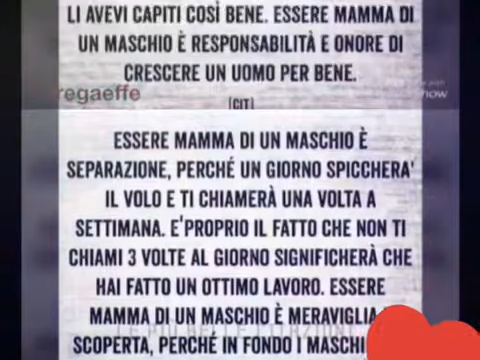 LI AVEVI CAPITI COSÌ BENE. ESSERE MAMMA DI
UN MASCHIO È RESPONSABILITÀ E ONORE DI
CRESCERE UN UOMO PER BENE.
regaeffe
(CIT)
ESSERE MAMMA DI UN MASCHIO È
SEPARAZIONE, PERCHÉ UN GIORNO SPICCHERA'
IL VOLO E TI CHIAMERÀ UNA VOLTA A
SETTIMANA. E'PROPRIO IL FATTO CHE NON TI
CHIAMI 3 VOLTE AL GIORNO SIGNIFICHERÀ CHE
HAI FATTO UN OTTIMO LAVORO. ESSERE
MAMMA DI UN MASCHIO È MERAVIGLIA
SCOPERTA, PERCHÉ IN FONDO I MASCHI